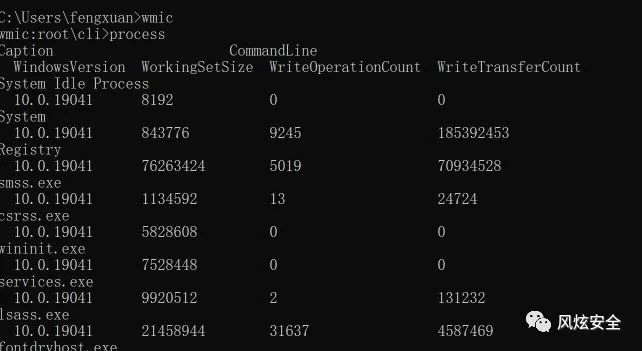 C:\Users\fengxuan>wmic
wmic:root\cli>process
Caption CommandLine
WindowsVersion WorkingSetSize WriteOperationCount WriteTransferCount
System Idle Process
10.0.19041 8192 0 0
System
10.0.19041 843776 9245 185392453
Registry
10.0.19041 76263424 5019 70934528
smss.exe
10.0.19041 1134592 13 24724
csrss.exe
10.0.19041 5828608 0 0
wininit.exe
10.0.19041 7528448 0 0
services.exe
10.0.19041 9920512 2 131232
lsass.exe
10.0.19041 21458944 31637 4587469
fontdrvhost.exe
风炫安全